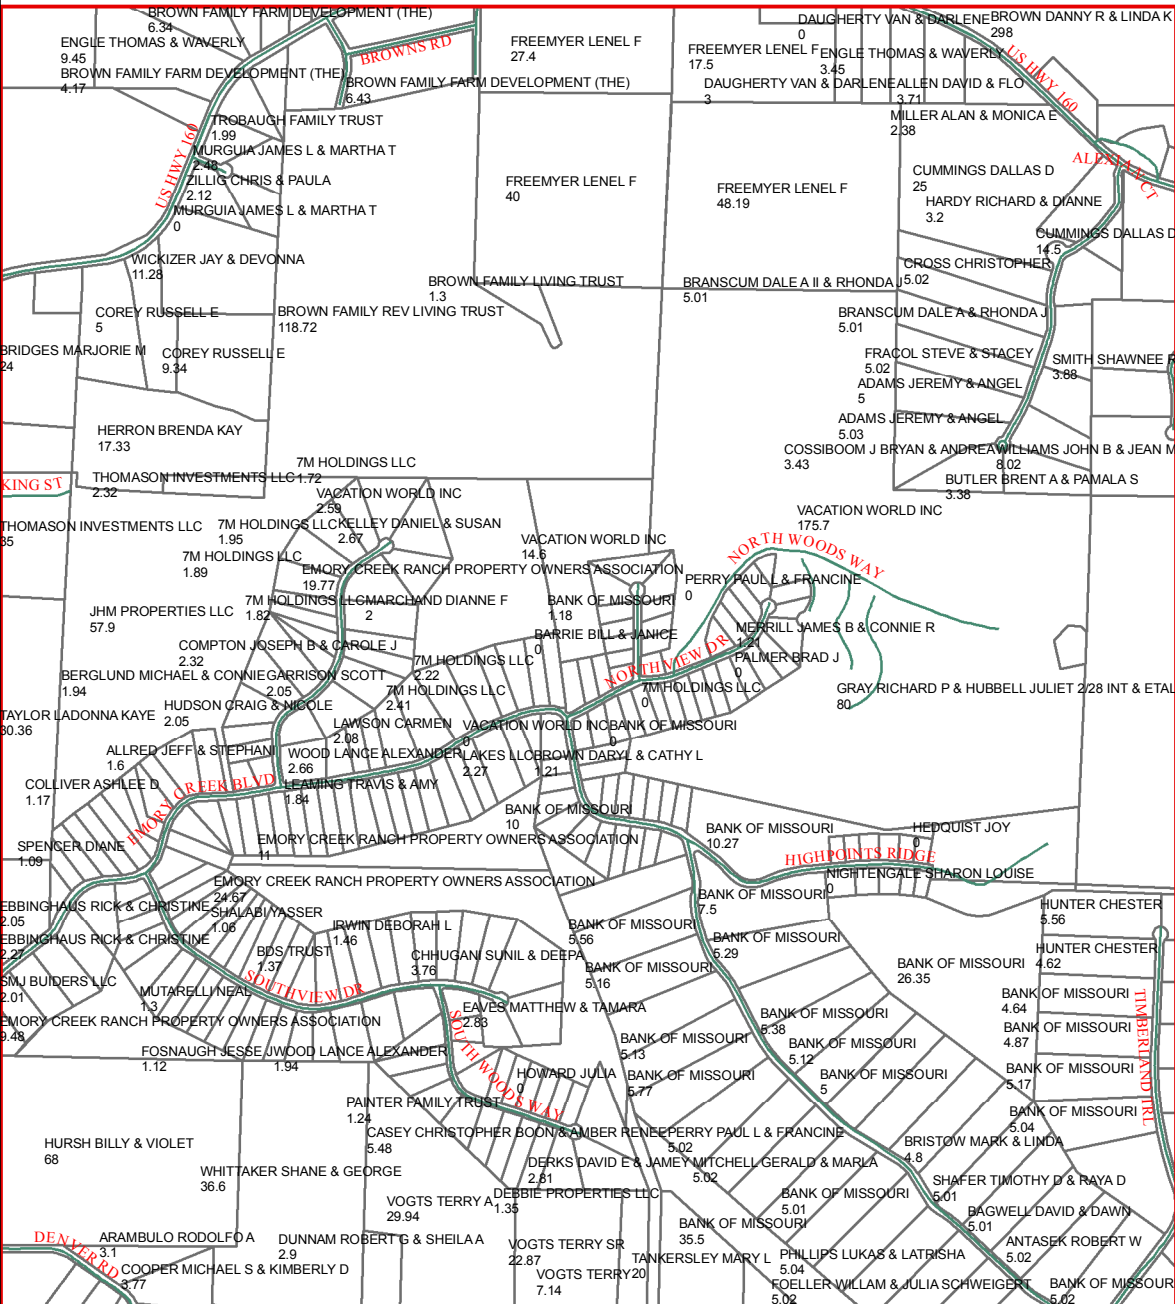 BROWN FAMILY FARM DEVELOPMENT (THE)
6.34
DAUGHERTY VAN & DARLENE
0
BROWN DANNY R & LINDA K
298
ENGLE THOMAS & WAVERLY
9.45
BROWNS RD
FREEMYER LENEL F
27.4
FREEMYER LENEL F
17.5
ENGLE THOMAS & WAVERLY
3.45
US HWY 160
BROWN FAMILY FARM DEVELOPMENT (THE)
4.17
BROWN FAMILY FARM DEVELOPMENT (THE)
6.43
DAUGHERTY VAN & DARLENE
3
ALLEN DAVID & FLO
3.71
TROBAUGH FAMILY TRUST
1.99
MILLER ALAN & MONICA E
2.38
US HWY 160
MURGUIA JAMES L & MARTHA T
2.48
ALEXIA LY CT
ZILLIG CHRIS & PAULA
2.12
FREEMYER LENEL F
40
FREEMYER LENEL F
48.19
CUMMINGS DALLAS D
25
MURGUIA JAMES L & MARTHA T
0
HARDY RICHARD & DIANNE
3.2
CUMMINGS DALLAS D
14.5
WICKIZER JAY & DEVONNA
11.28
CROSS CHRISTOPHER
5.02
BROWN FAMILY LIVING TRUST
1.3
BRANSCUM DALE A II & RHONDA J
5.01
COREY RUSSELL E
5
BROWN FAMILY REV LIVING TRUST
118.72
BRANSCUM DALE A & RHONDA J
5.01
BRIDGES MARJORIE M
24
COREY RUSSELL E
9.34
FRACOL STEVE & STACEY
5.02
SMITH SHAWNEE R
3.88
ADAMS JEREMY & ANGEL
5
ADAMS JEREMY & ANGEL
5.03
HERRON BRENDA KAY
17.33
COSSIBOOM J BRYAN & ANDREA
3.43
WILLIAMS JOHN B & JEAN M
8.02
7M HOLDINGS LLC
1.72
KING ST
THOMASON INVESTMENTS LLC
2.32
BUTLER BRENT A & PAMALA S
3.38
VACATION WORLD INC
2.59
VACATION WORLD INC
175.7
THOMASON INVESTMENTS LLC
35
7M HOLDINGS LLC
1.95
KELLEY DANIEL & SUSAN
2.67
VACATION WORLD INC
14.6
NORTH WOODS WAY
7M HOLDINGS LLC
1.89
EMORY CREEK RANCH PROPERTY OWNERS ASSOCIATION
19.77
PERRY PAUL L & FRANCINE
0
JHM PROPERTIES LLC
57.9
7M HOLDINGS LLC
1.82
MARCHAND DIANNE F
2
BANK OF MISSOURI
1.18
MERRILL JAMES B & CONNIE R
1.21
BARRIE BILL & JANICE
0
COMPTON JOSEPH B & CAROLE J
2.32
7M HOLDINGS LLC
2.22
NORTHVIEW DR
PALMER BRAD J
0
BERGLUND MICHAEL & CONNIE
1.94
GARRISON SCOTT
2.05
7M HOLDINGS LLC
2.41
7M HOLDINGS LLC
0
GRAY RICHARD P & HUBBELL JULIET 2/28 INT & ETAL
80
TAYLOR LADONNA KAYE
30.36
HUDSON CRAIG & NICOLE
2.05
LAWSON CARMEN
2.08
VACATION WORLD INC
0
BANK OF MISSOURI
0
ALLRED JEFF & STEPHANI
1.6
WOOD LANCE ALEXANDER
2.66
LAKES LLC
2.27
BROWN DARYL & CATHY L
1.21
COLLIVER ASHLEE D
1.17
EMORY CREEK BLVD
LEAMING TRAVIS & AMY
1.84
BANK OF MISSOURI
10
SPENCER DIANE
1.09
EMORY CREEK RANCH PROPERTY OWNERS ASSOCIATION
11
BANK OF MISSOURI
10.27
HEDQUIST JOY
0
HIGHPOINTS RIDGE
NIGHTENGALE SHARON LOUISE
0
EMORY CREEK RANCH PROPERTY OWNERS ASSOCIATION
24.67
BANK OF MISSOURI
7.5
EBBINGHAUS RICK & CHRISTINE
2.05
SHALABI YASSER
1.06
HUNTER CHESTER
5.56
IRWIN DEBORAH L
1.46
BANK OF MISSOURI
5.56
BANK OF MISSOURI
5.29
EBBINGHAUS RICK & CHRISTINE
2.27
BDS TRUST
1.37
CHHUGANI SUNIL & DEEPA
3.76
HUNTER CHESTER
4.62
BANK OF MISSOURI
5.16
BANK OF MISSOURI
26.35
SMJ BUIDERS LLC
2.01
MUTARELLI NEAL
1.3
SOUTHVIEW DR
BANK OF MISSOURI
4.64
EAVES MATTHEW & TAMARA
2.83
BANK OF MISSOURI
5.38
EMORY CREEK RANCH PROPERTY OWNERS ASSOCIATION
9.48
BANK OF MISSOURI
4.87
TIMBERLAND TRL
BANK OF MISSOURI
5.13
BANK OF MISSOURI
5.12
FOSNAUGH JESSE J
1.12
WOOD LANCE ALEXANDER
1.94
SOUTH WOODS WAY
HOWARD JULIA
0
BANK OF MISSOURI
5.77
BANK OF MISSOURI
5
BANK OF MISSOURI
5.17
PAINTER FAMILY TRUST
1.24
BANK OF MISSOURI
5.04
CASEY CHRISTOPHER BOON & AMBER RENEE
5.48
PERRY PAUL L & FRANCINE
5.02
BRISTOW MARK & LINDA
4.8
HURSH BILLY & VIOLET
68
WHITTAKER SHANE & GEORGE
36.6
DERKS DAVID E & JAMEY
2.81
MITCHELL GERALD & MARLA
5.02
SHAFER TIMOTHY D & RAYA D
5.01
VOGTS TERRY A
29.94
DEBBIE PROPERTIES LLC
1.35
BANK OF MISSOURI
5.01
BAGWELL DAVID & DAWN
5.01
BANK OF MISSOURI
35.5
DENVER RD
ARAMBULO RODOLFO A
3.1
DUNNAM ROBERT G & SHEILA A
2.9
VOGTS TERRY SR
22.87
ANTASEK ROBERT W
5.02
TANKERSLEY MARY L
20
PHILLIPS LUKAS & LATRISHA
5.04
COOPER MICHAEL S & KIMBERLY D
3.77
VOGTS TERRY
7.14
FOELLER WILLAM & JULIA SCHWEIGERT
5.02
BANK OF MISSOUR
5.02